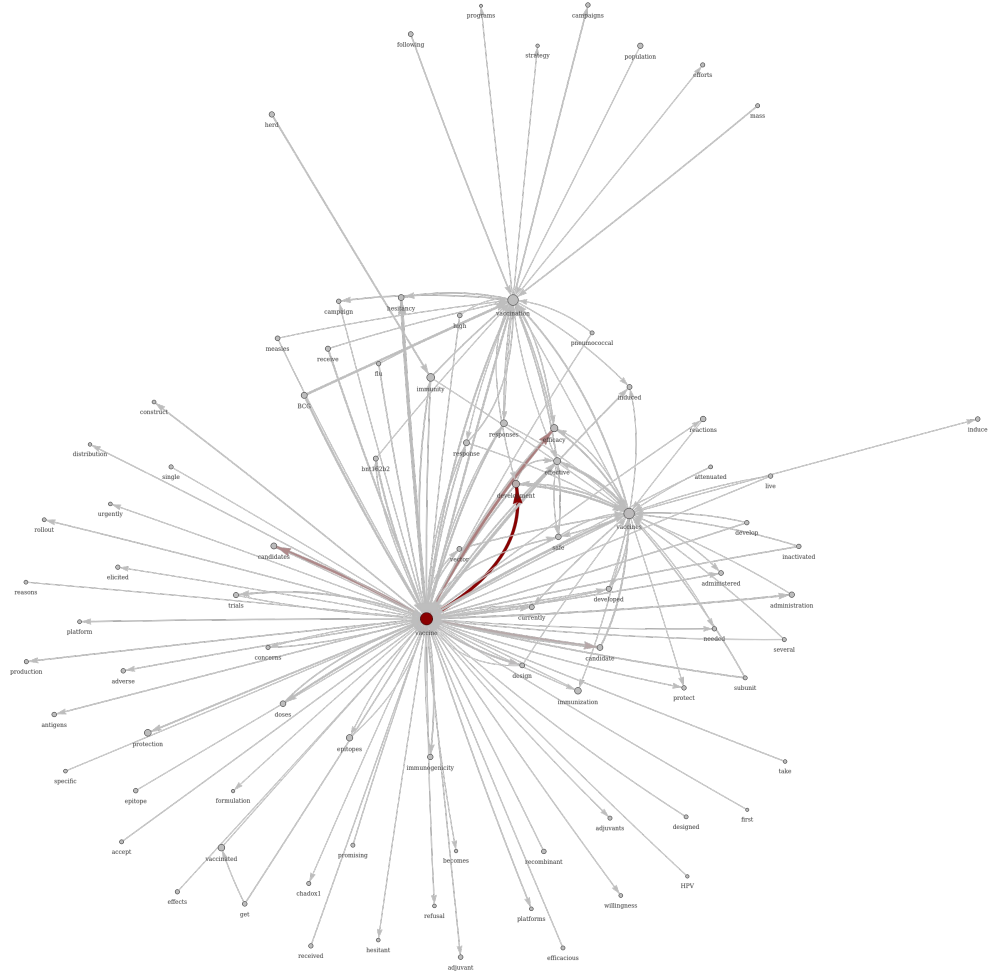 programs
campaigns
following
strategy
population
efforts
mass
herd
vaccination
campaign
hesitancy
high
measles
receive
pneumococcal
flu
immunity
induced
BCG
construct
responses
efficacy
reactions
induce
distribution
response
single
bnt162b2
effective
attenuated
live
development
urgently
rollout
vaccines
develop
candidates
vector
safe
inactivated
elicited
reasons
trials
developed
administered
administration
currently
platform
vaccine
needed
concerns
candidate
several
production
adverse
design
subunit
antigens
doses
immunization
protect
protection
epitopes
specific
immunogenicity
take
epitope
formulation
accept
adjuvants
designed
first
vaccinated
promising
becomes
recombinant
effects
get
chadox1
HPV
willingness
received
hesitant
refusal
platforms
adjuvant
efficacious